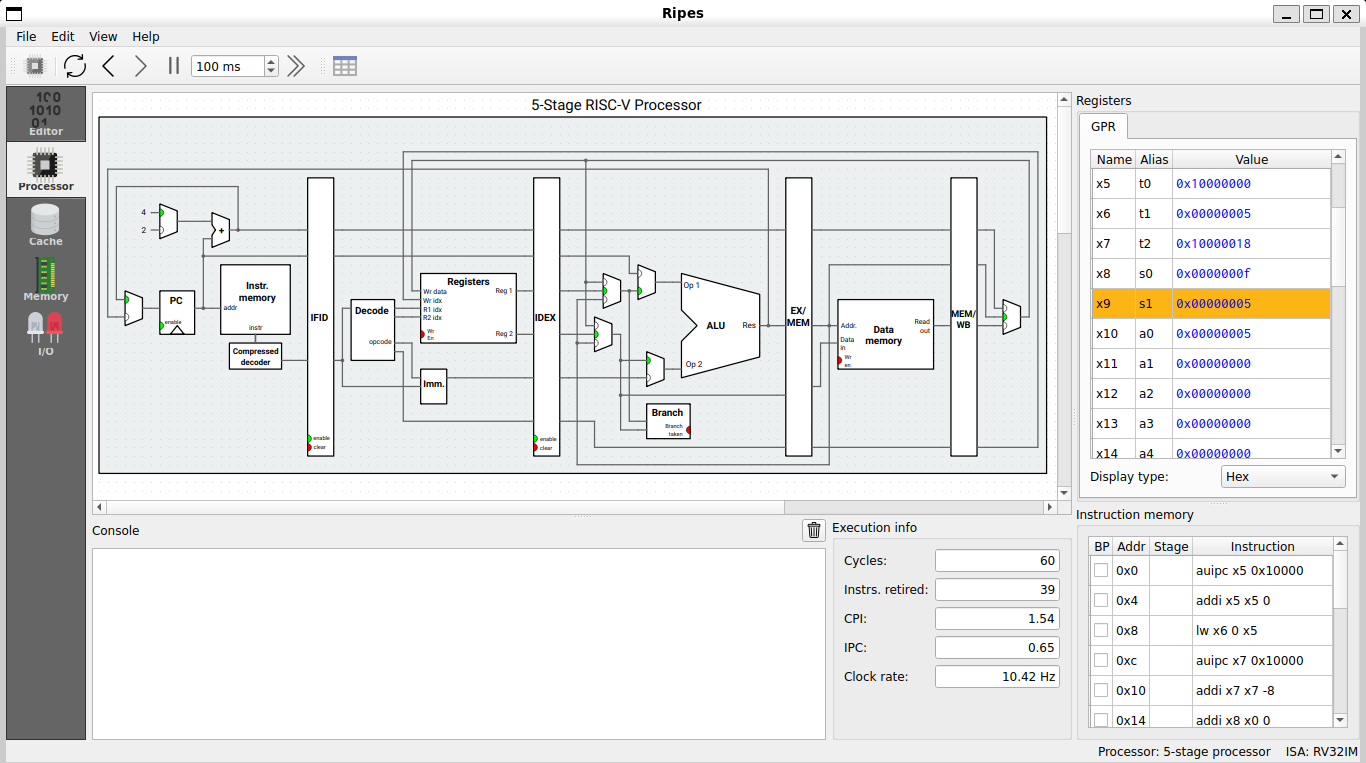 Ripes
File Edit View Help
100 ms
Editor
Processor
Cache
Memory
I/O
5-Stage RISC-V Processor
4
2
+
PC
enable
Instr.
memory
addr
instr
Compressed
decoder
IFID
enable
clear
Decode
opcode
Registers
Wr data
Wr idx
R1 idx
R2 idx
Wr
En
Reg 1
Reg 2
Imm.
IDEX
enable
clear
Op 1
ALU
Res
Op 2
Branch
Branch
taken
EX/
MEM
Addr.
Data
in
Wr
en
Data
memory
Read
out
MEM/
WB
Registers
GPR
Name Alias Value
x5 t0 0x10000000
x6 t1 0x00000005
x7 t2 0x10000018
x8 s0 0x0000000f
x9 s1 0x00000005
x10 a0 0x00000005
x11 a1 0x00000000
x12 a2 0x00000000
x13 a3 0x00000000
x14 a4 0x00000000
Display type: Hex
Console
Execution info
Cycles: 60
Instrs. retired: 39
CPI: 1.54
IPC: 0.65
Clock rate: 10.42 Hz
Instruction memory
BP Addr Stage Instruction
0x0 auipc x5 0x10000
0x4 addi x5 x5 0
0x8 lw x6 0 x5
0xc auipc x7 0x10000
0x10 addi x7 x7 -8
0x14 addi x8 x0 0
Processor: 5-stage processor ISA: RV32IM